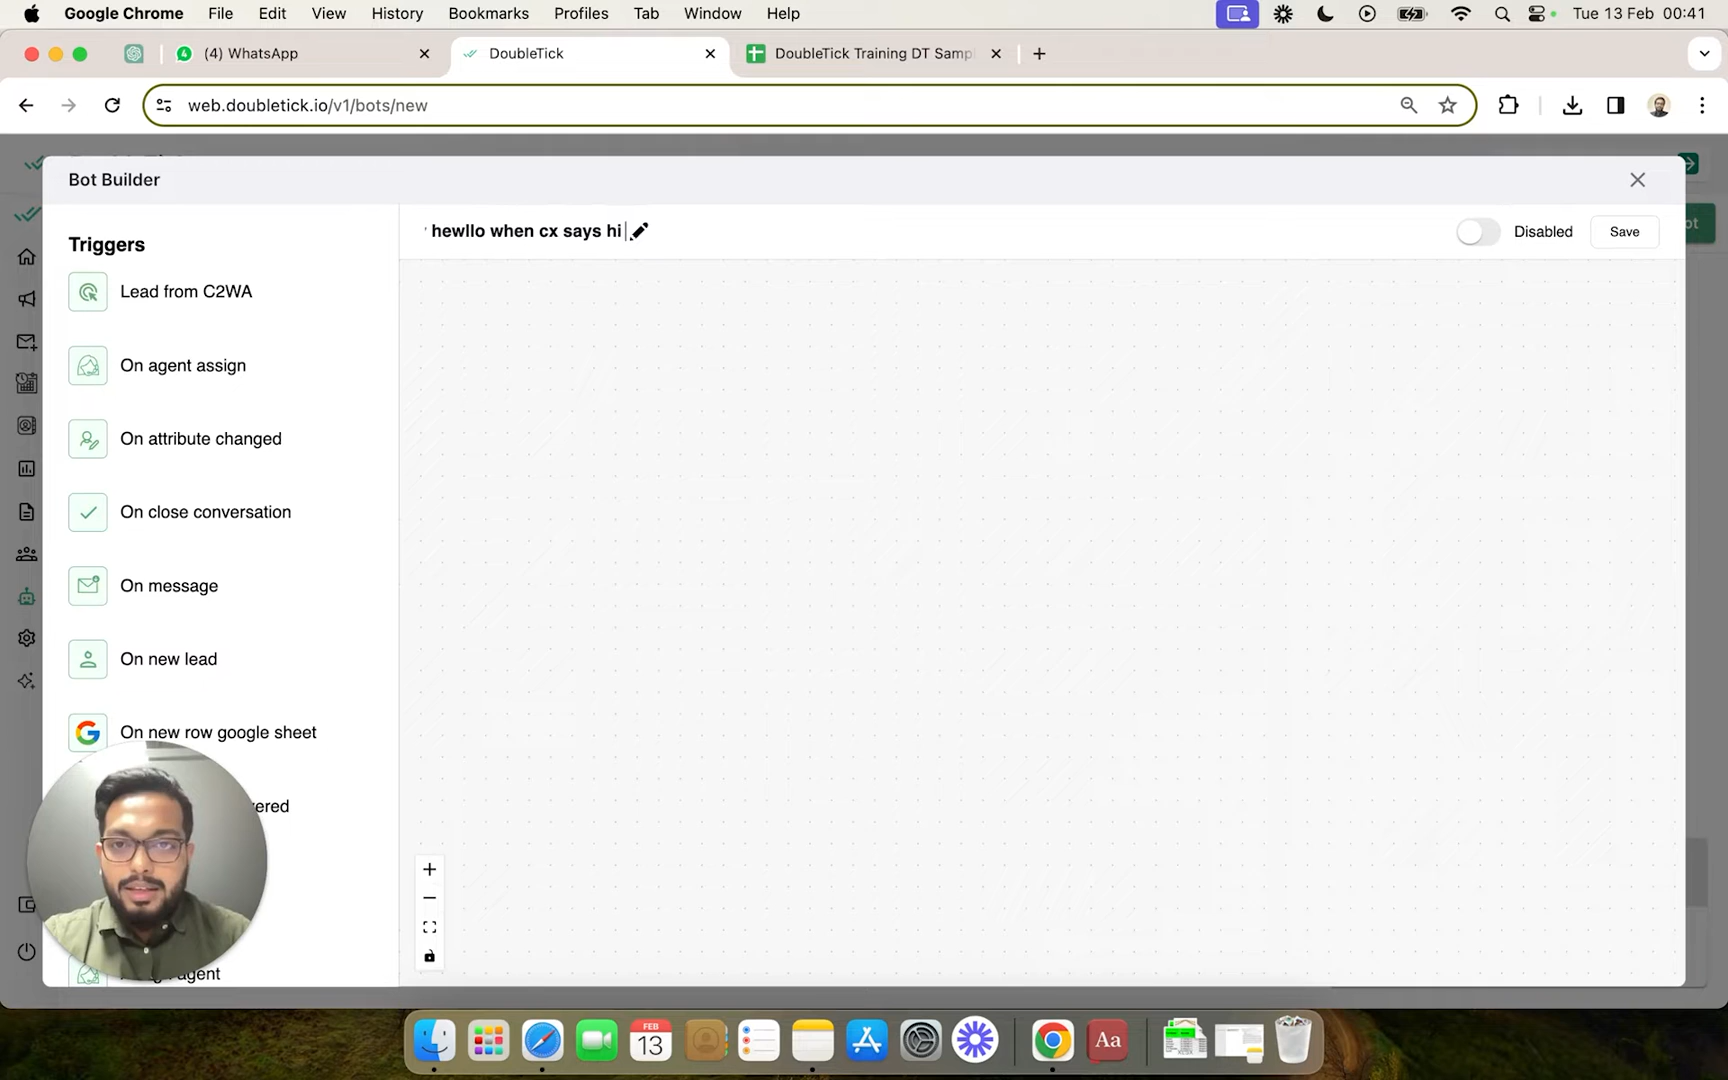 Google Chrome File Edit View History Bookmarks Profiles Tab Window Help Tue 13 Feb 00:41
(4) WhatsApp DoubleTick DoubleTick Training DT Samp
web.doubletick.io/v1/bots/new
Bot Builder
hewllo when cx says hi Disabled Save
Triggers
Lead from C2WA
On agent assign
On attribute changed
On close conversation
On message
On new lead
On new row google sheet
agent
FEB
13
Aa